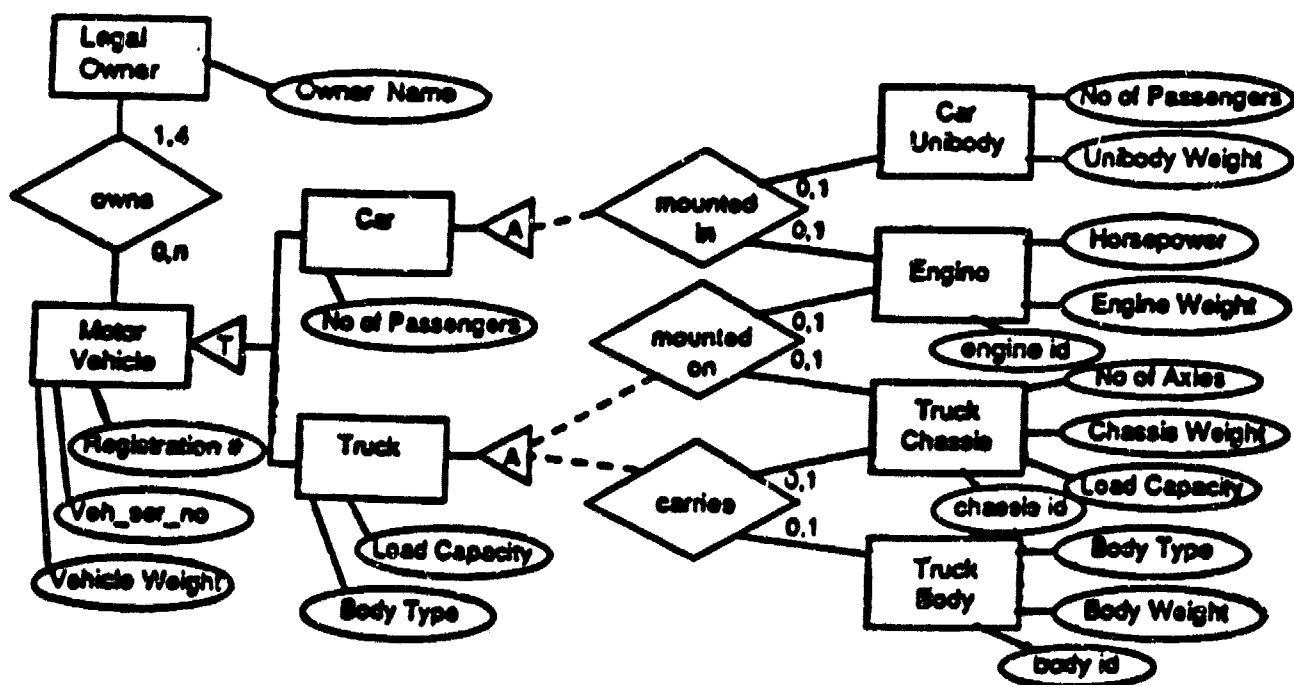 Legal
Owner
Owner Name
1,4
owns
0,n
Motor
Vehicle
T
Registration #
Veh_ser_no
Vehicle Weight
Car
A
No of Passengers
Truck
A
Load Capacity
Body Type
mounted
in
0,1
0,1
mounted
on
0,1
0,1
carries
0,1
0,1
Car
Unibody
No of Passengers
Unibody Weight
Engine
Horsepower
Engine Weight
engine id
Truck
Chassis
No of Axles
Chassis Weight
Load Capacity
chassis id
Truck
Body
Body Type
Body Weight
body id